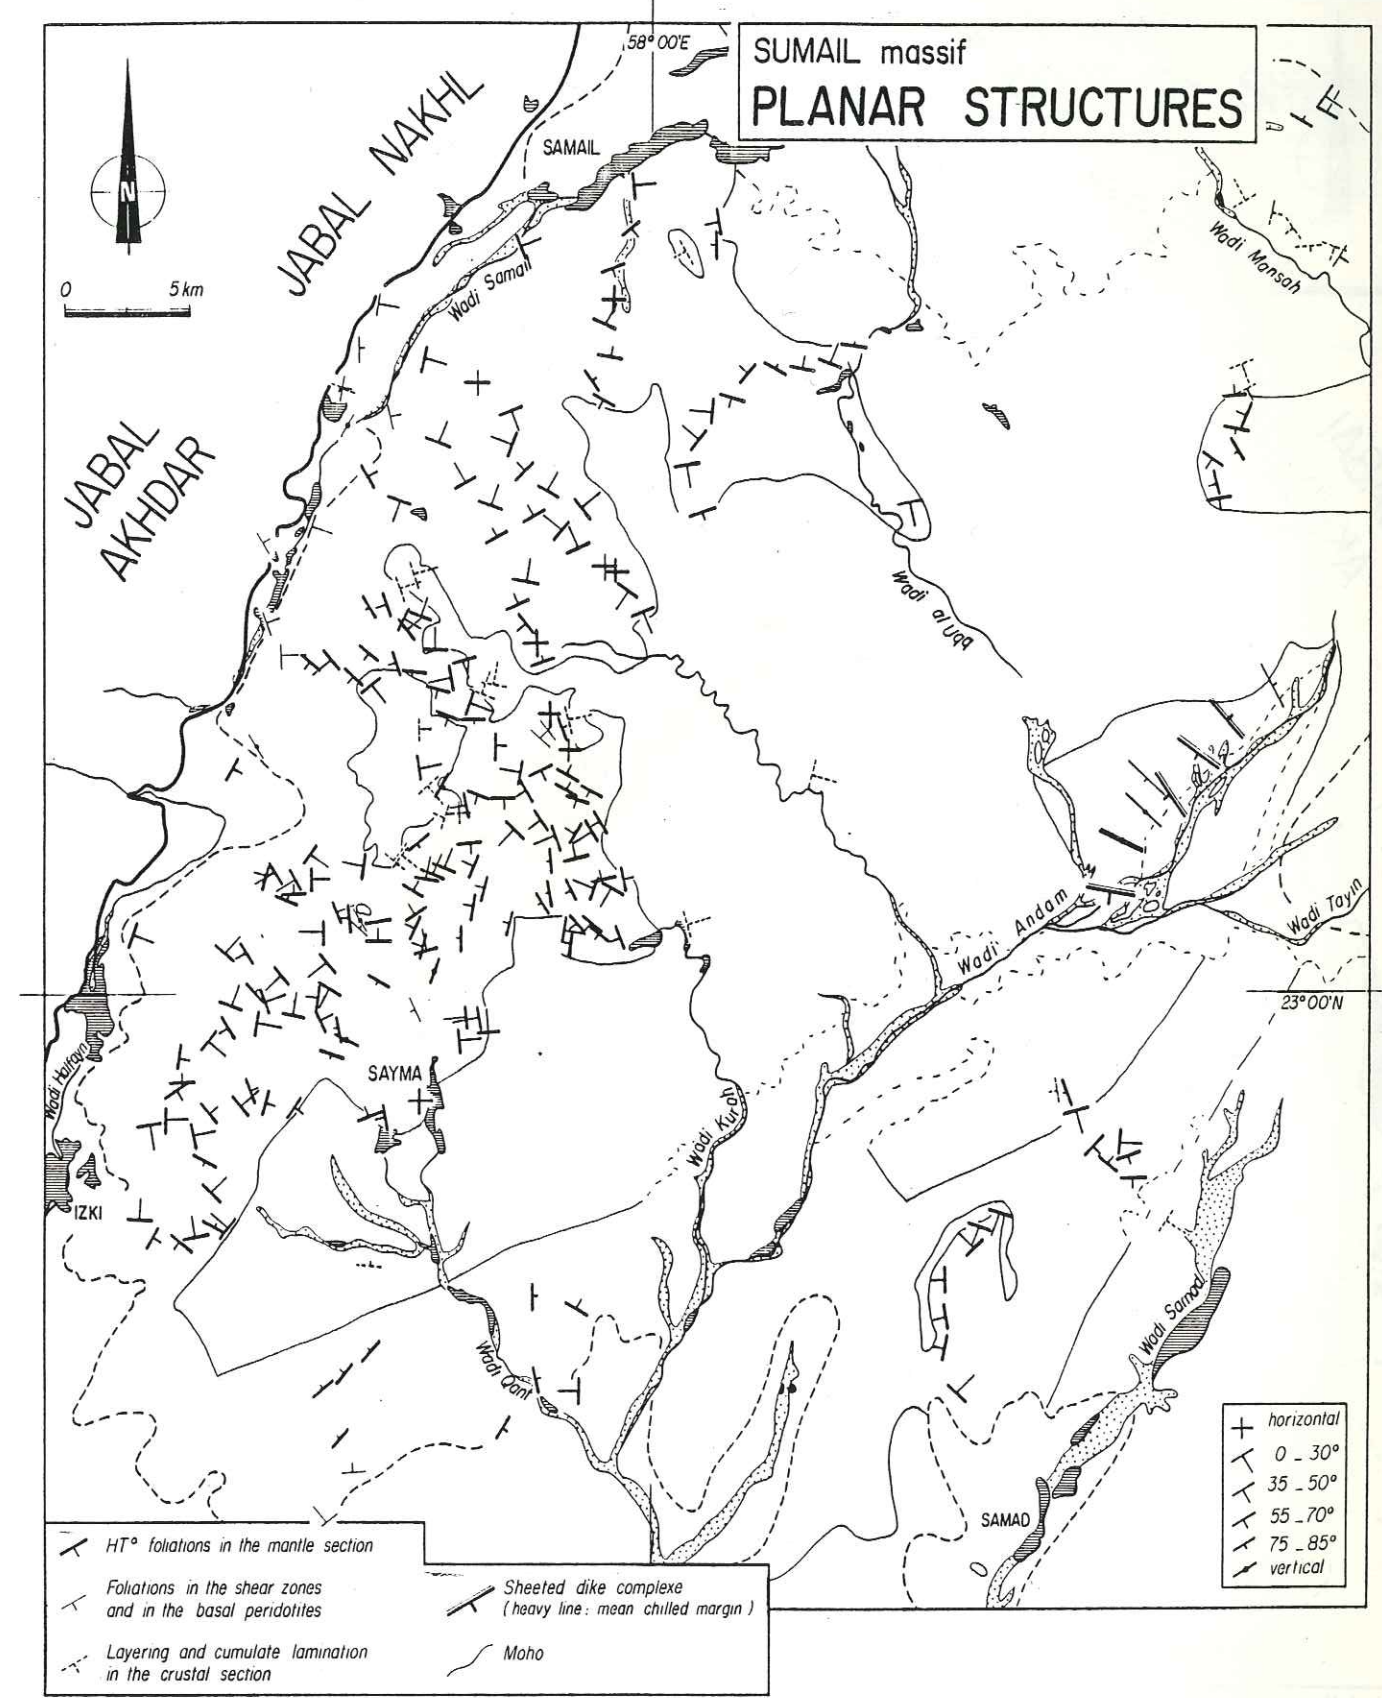 58°00'E
SUMAIL massif
PLANAR STRUCTURES
JABAL NAKHL
SAMAIL
N
0 5 km
Wadi Samail
Wadi Mansah
JABAL
AKHDAR
Wadi al Uqq
Wadi Andam
Wadi Tayin
23°00'N
Wadi Halfayn
SAYMA
Wadi Kurah
IZKI
Wadi Samad
Wadi Qant
SAMAD
horizontal
0 _ 30°
35 _ 50°
55 _ 70°
75 _ 85°
vertical
HT° foliations in the mantle section
Foliations in the shear zones
and in the basal peridotites
Layering and cumulate lamination
in the crustal section
Sheeted dike complexe
(heavy line: mean chilled margin)
Moho